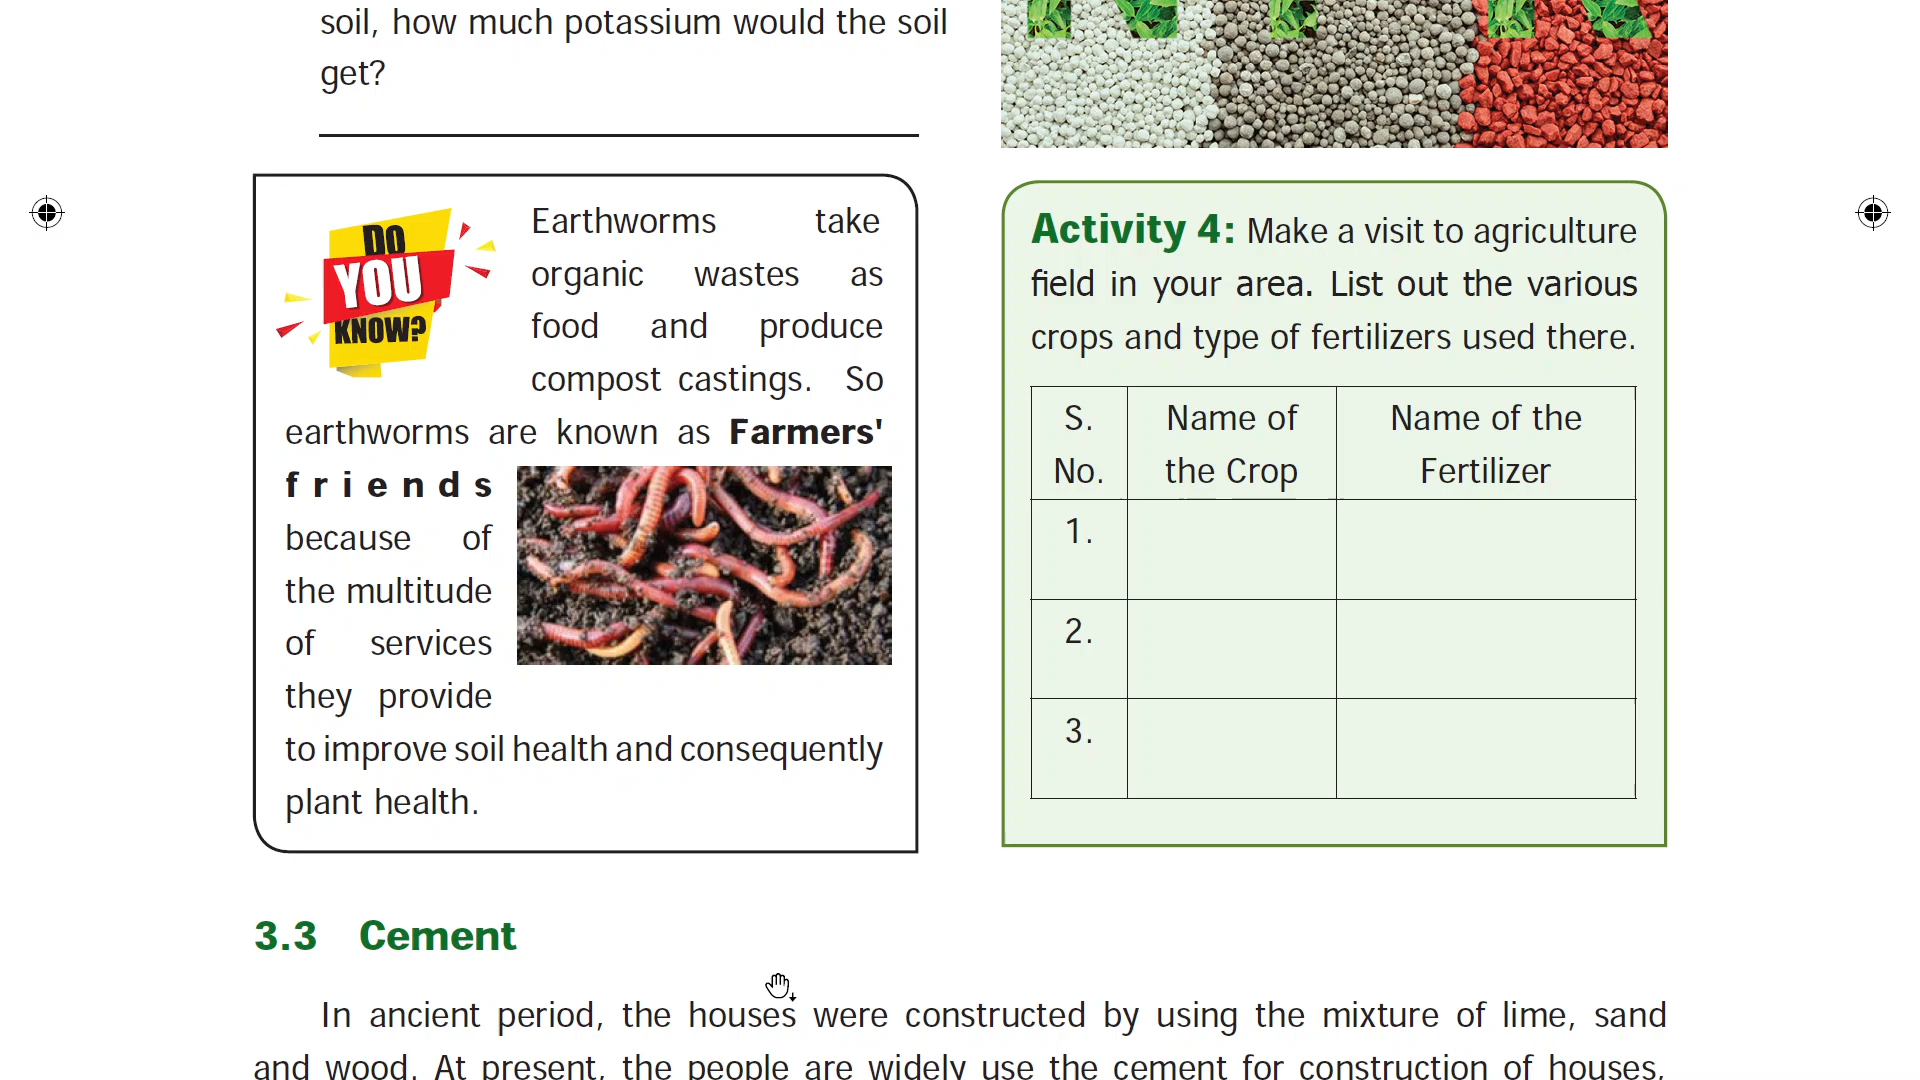 soil, how much potassium would the soil
get?
DO
YOU
KNOW?
Earthworms take
organic wastes as
food and produce
compost castings. So
earthworms are known as Farmers'
friends
because of
the multitude
of services
they provide
to improve soil health and consequently
plant health.
Activity 4: Make a visit to agriculture
field in your area. List out the various
crops and type of fertilizers used there.
S. No.
Name of the Crop
Name of the Fertilizer
1.
2.
3.
3.3 Cement
In ancient period, the houses were constructed by using the mixture of lime, sand
and wood. At present, the people are widely use the cement for construction of houses,